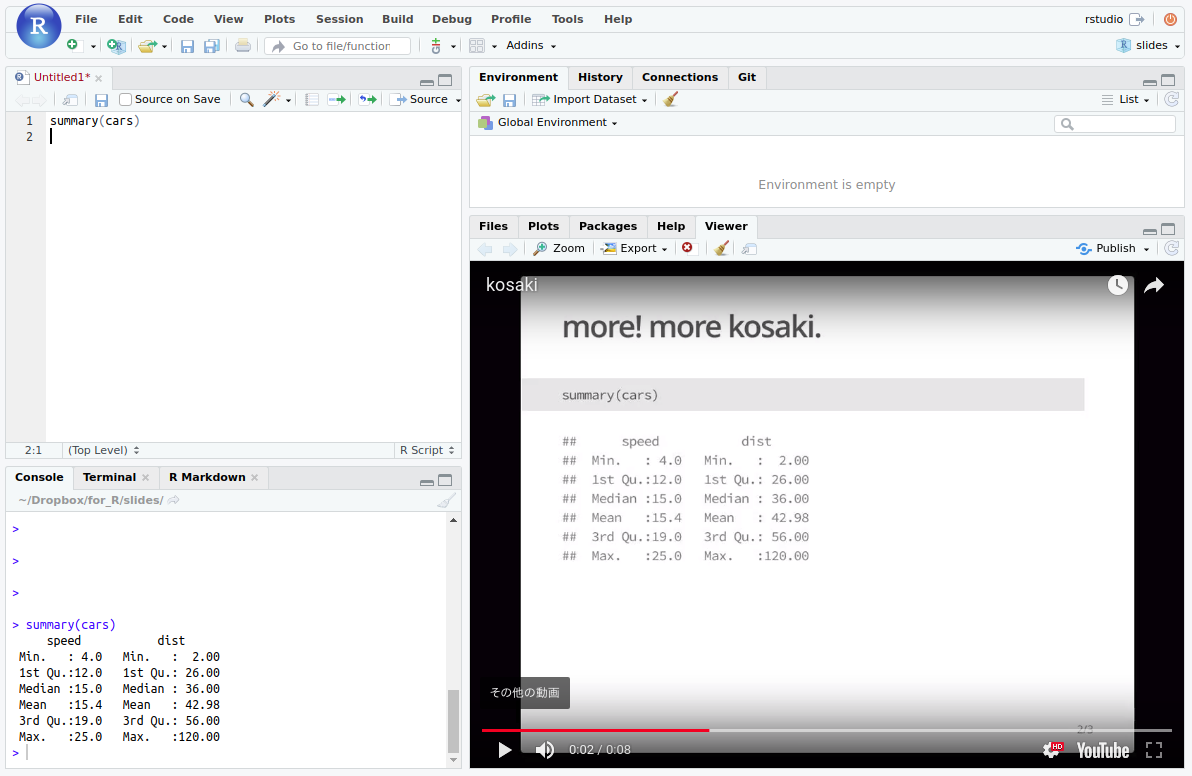 R File Edit Code View Plots Session Build Debug Profile Tools Help rstudio
Go to file/function Addins slides
Untitled1*
Source on Save Source
1 summary(cars)
2
2:1 (Top Level) R Script
Console Terminal R Markdown
~/Dropbox/for_R/slides/
>
>
>
> summary(cars)
speed dist
Min. : 4.0 Min. : 2.00
1st Qu.:12.0 1st Qu.: 26.00
Median :15.0 Median : 36.00
Mean :15.4 Mean : 42.98
3rd Qu.:19.0 3rd Qu.: 56.00
Max. :25.0 Max. :120.00
>
Environment History Connections Git
Import Dataset List
Global Environment
Environment is empty
Files Plots Packages Help Viewer
Zoom Export Publish
kosaki
more! more kosaki.
summary(cars)
## speed dist
## Min. : 4.0 Min. : 2.00
## 1st Qu.:12.0 1st Qu.: 26.00
## Median :15.0 Median : 36.00
## Mean :15.4 Mean : 42.98
## 3rd Qu.:19.0 3rd Qu.: 56.00
## Max. :25.0 Max. :120.00
その他の動画
2/3
0:02 / 0:08 HD YouTube